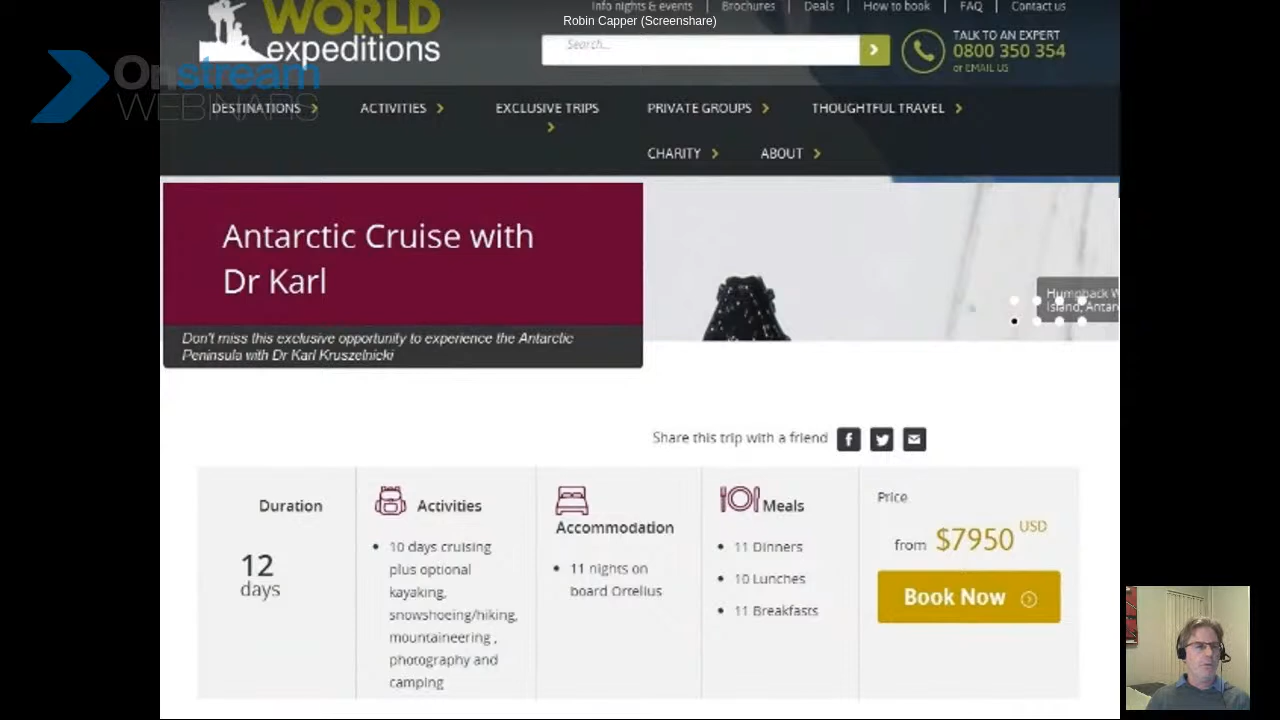 Info nights & events | Brochures | Deals | How to book | FAQ | Contact us
Robin Capper (Screenshare)
WORLD
expeditions
Search...
TALK TO AN EXPERT
0800 350 354
or EMAIL US
Onstream
WEBINARS
DESTINATIONS
ACTIVITIES
EXCLUSIVE TRIPS
PRIVATE GROUPS
THOUGHTFUL TRAVEL
CHARITY
ABOUT
Antarctic Cruise with
Dr Karl
Humpback W
Island, Antar
Don't miss this exclusive opportunity to experience the Antarctic
Peninsula with Dr Karl Kruszelnicki
Share this trip with a friend
Duration
12
days
Activities
• 10 days cruising
plus optional
kayaking,
snowshoeing/hiking,
mountaineering ,
photography and
camping
Accommodation
• 11 nights on
board Ortelius
Meals
• 11 Dinners
• 10 Lunches
• 11 Breakfasts
Price
from $7950 USD
Book Now